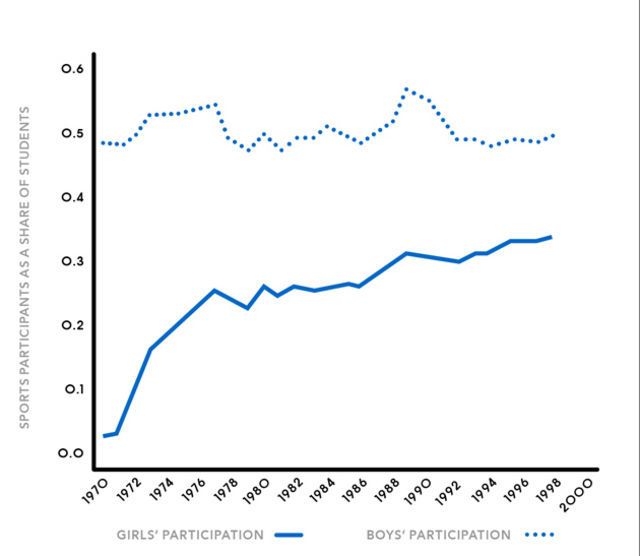 SPORTS PARTICIPANTS AS A SHARE OF STUDENTS
0.6
0.5
0.4
0.3
0.2
0.1
0.0
1970 1972 1974 1976 1978 1980 1982 1984 1986 1988 1990 1992 1994 1996 1998 2000
GIRLS' PARTICIPATION BOYS' PARTICIPATION